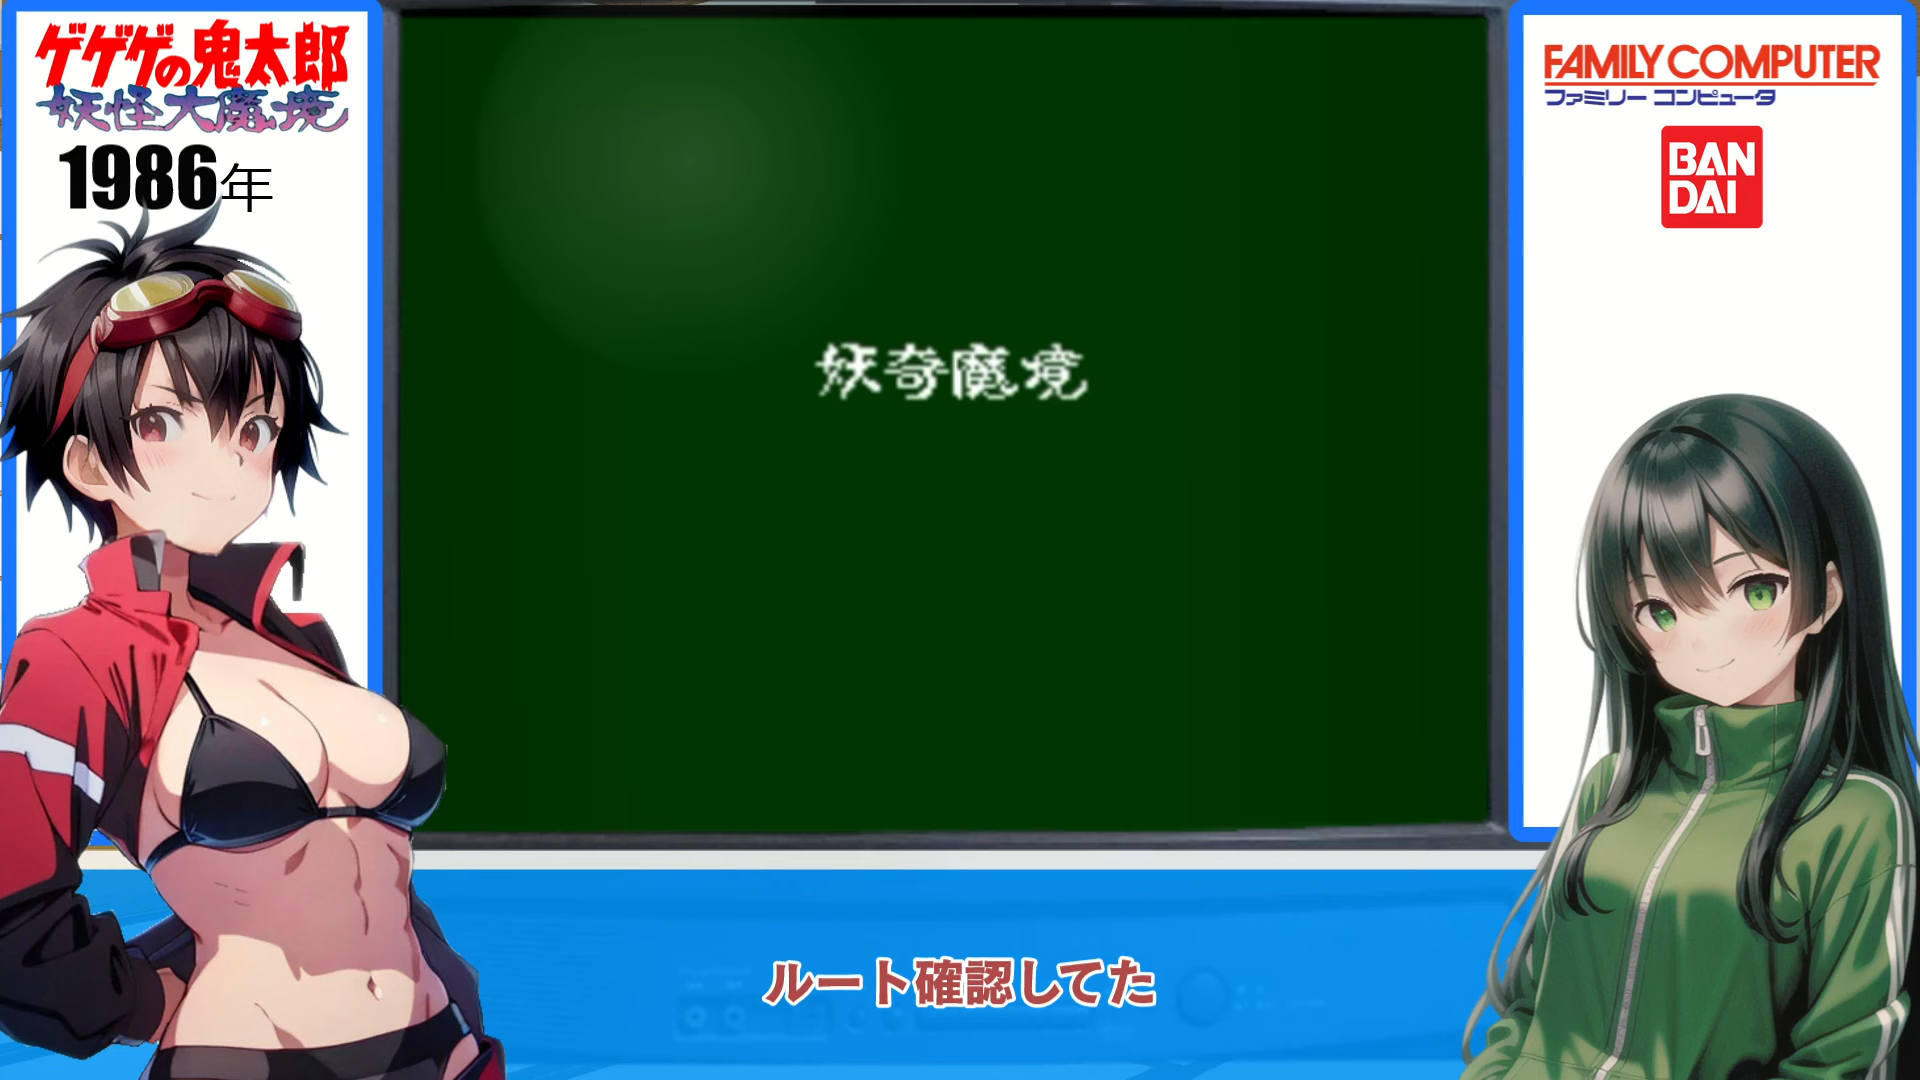 ゲゲゲの鬼太郎
妖怪大魔境
1986年
FAMILY COMPUTER
ファミリー コンピュータ
BAN
DAI
妖奇魔境
ルート確認してた